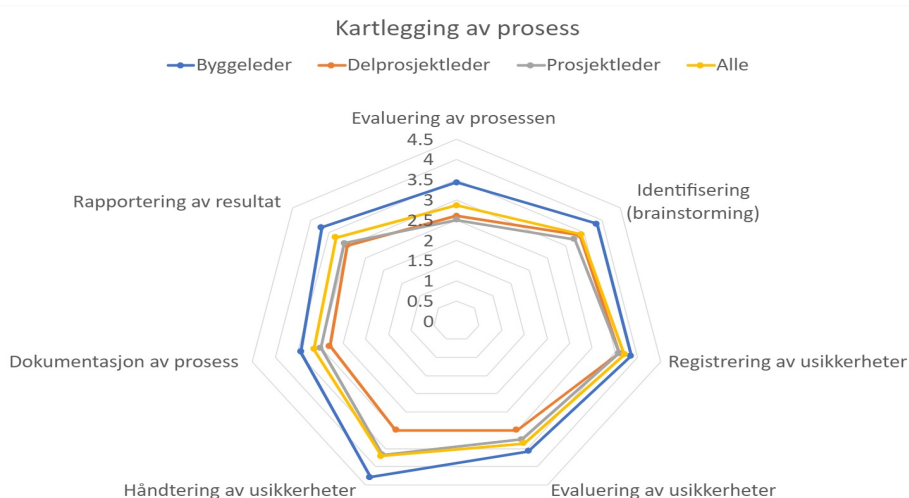 Kartlegging av prosess
Byggeleder Delprosjektleder Prosjektleder Alle
Evaluering av prosessen
4.5
4
3.5
3
2.5
2
1.5
1
0.5
0
Identifisering
(brainstorming)
Registrering av usikkerheter
Evaluering av usikkerheter
Håndtering av usikkerheter
Dokumentasjon av prosess
Rapportering av resultat